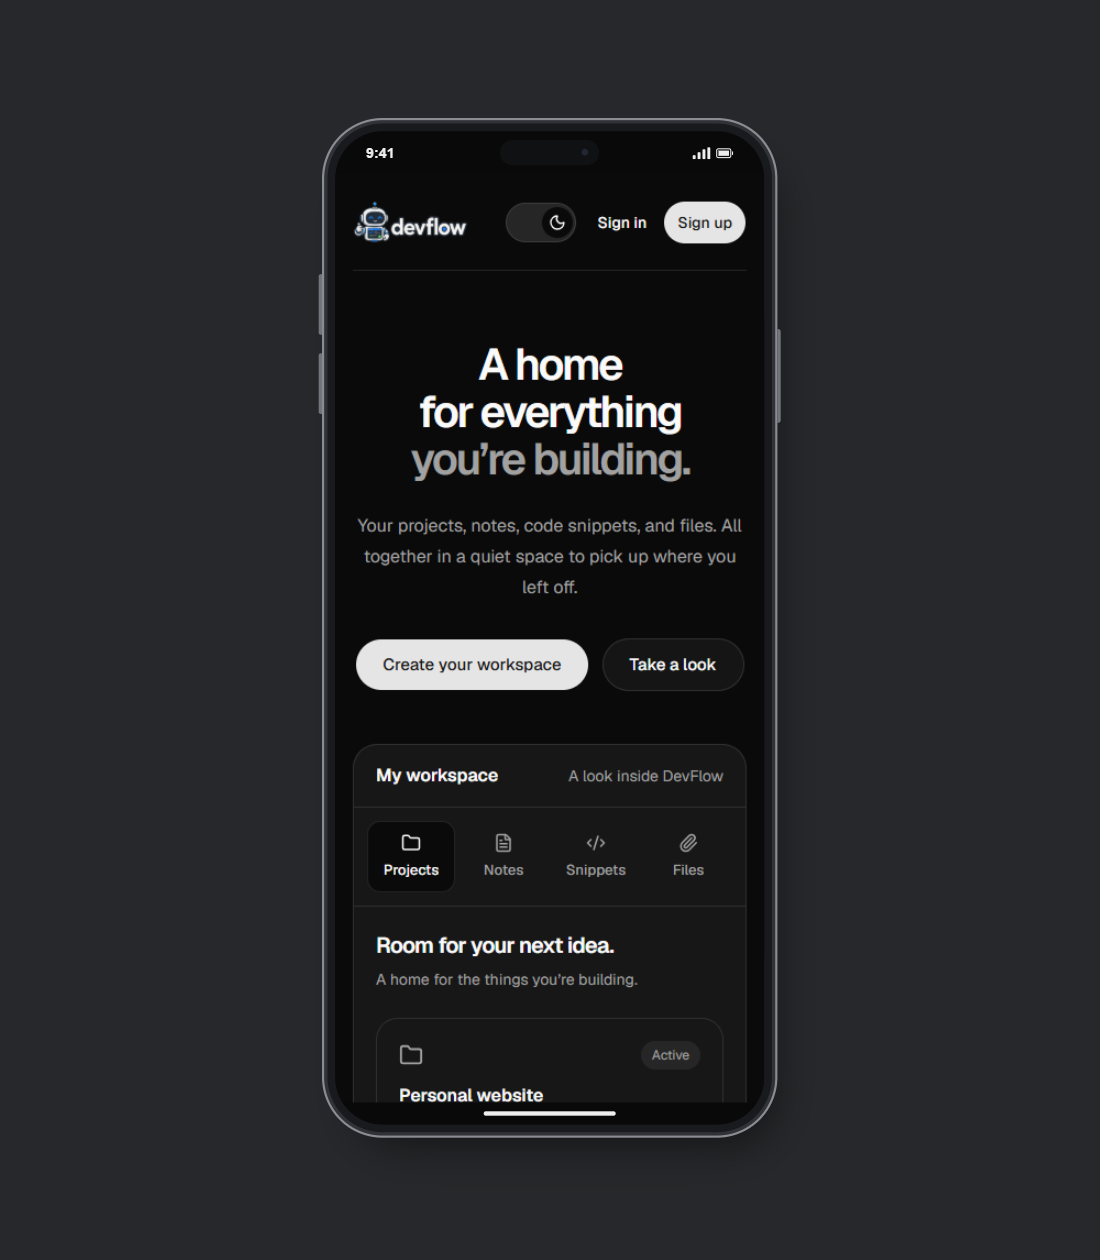 9:41
devflow
Sign in
Sign up
A home
for everything
you’re building.
Your projects, notes, code snippets, and files. All
together in a quiet space to pick up where you
left off.
Create your workspace
Take a look
My workspace
A look inside DevFlow
Projects
Notes
Snippets
Files
Room for your next idea.
A home for the things you’re building.
Active
Personal website